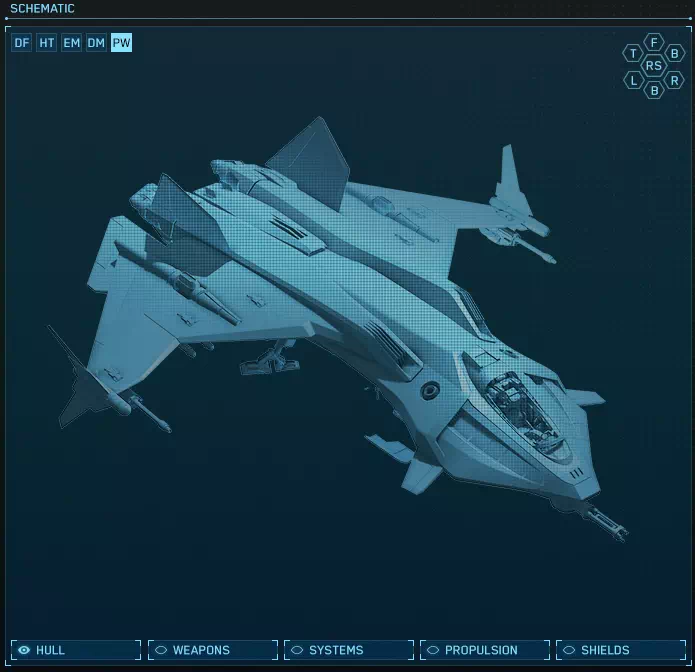 SCHEMATIC
DF HT EM DM PW
F
T B
RS
L R
B
HULL WEAPONS SYSTEMS PROPULSION SHIELDS